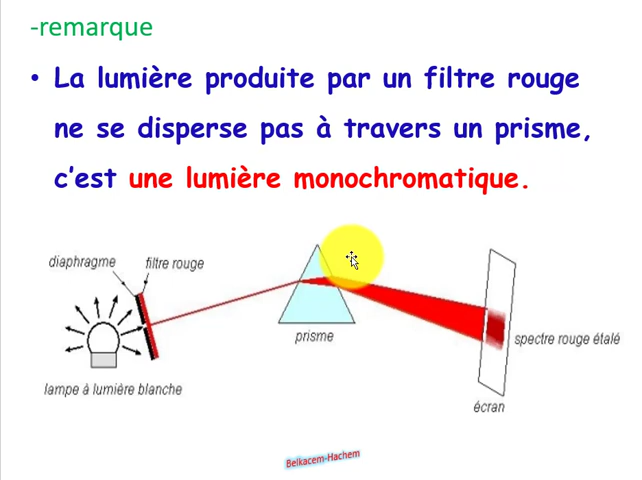 -remarque
• La lumière produite par un filtre rouge
ne se disperse pas à travers un prisme,
c'est une lumière monochromatique.
diaphragme
filtre rouge
prisme
spectre rouge étalé
lampe à lumière blanche
écran
Belkacem-Hachem